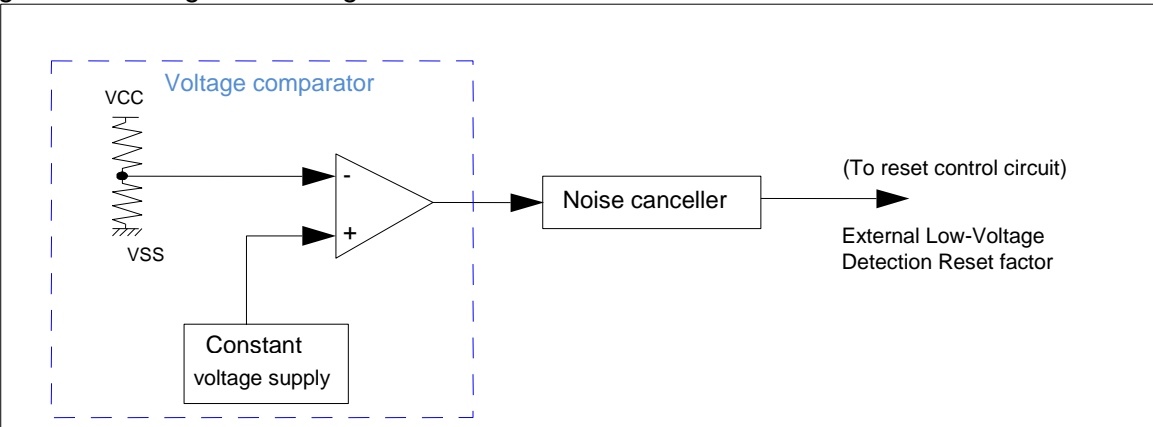 Voltage comparator
VCC
-
+
VSS
Constant
voltage supply
Noise canceller
(To reset control circuit)
External Low-Voltage
Detection Reset factor